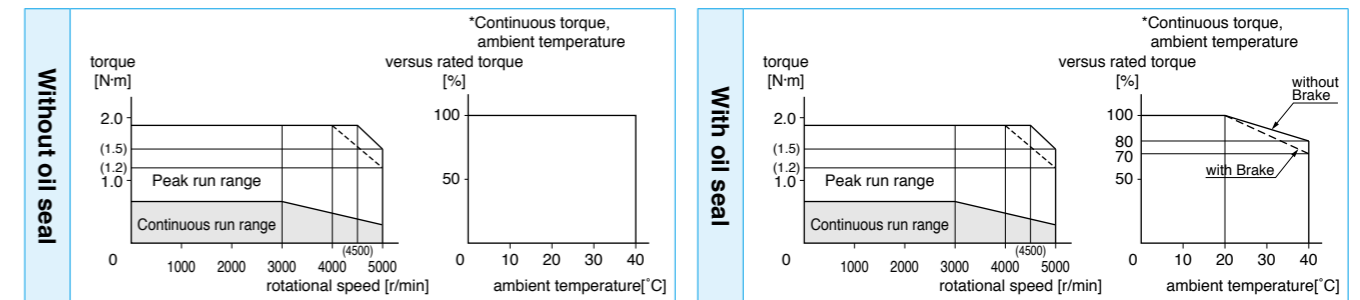 Without oil seal
torque
[N·m]
2.0
(1.5)
(1.2)
1.0
0
Peak run range
Continuous run range
1000 2000 3000 4000 (4500) 5000
rotational speed [r/min]
*Continuous torque,
ambient temperature
versus rated torque
[%]
100
50
0 10 20 30 40
ambient temperature[˚C]
With oil seal
torque
[N·m]
2.0
(1.5)
(1.2)
1.0
0
Peak run range
Continuous run range
1000 2000 3000 4000 (4500) 5000
rotational speed [r/min]
*Continuous torque,
ambient temperature
versus rated torque
[%]
without
Brake
100
80
70
with Brake
50
0 10 20 30 40
ambient temperature[˚C]